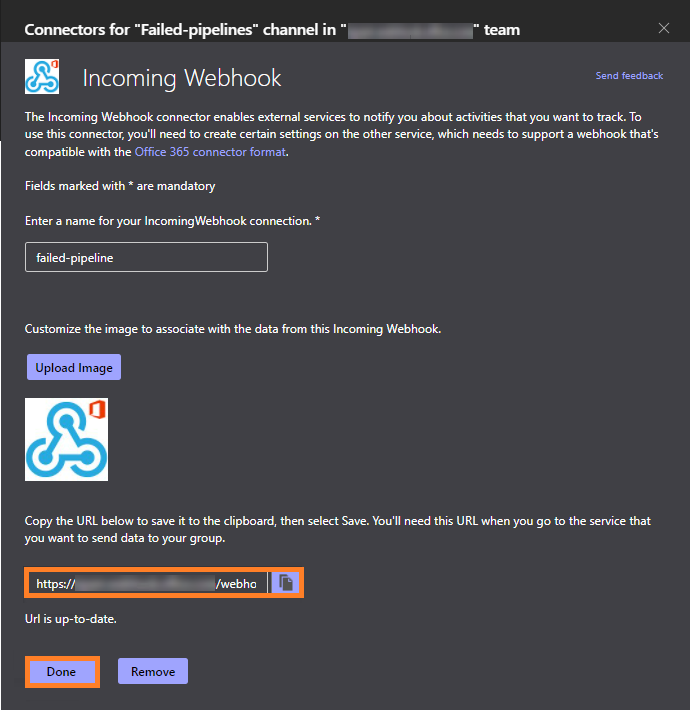 Connectors for "Failed-pipelines" channel in " " team
Incoming Webhook
Send feedback
The Incoming Webhook connector enables external services to notify you about activities that you want to track. To
use this connector, you'll need to create certain settings on the other service, which needs to support a webhook that's
compatible with the Office 365 connector format.
Fields marked with * are mandatory
Enter a name for your IncomingWebhook connection. *
failed-pipeline
Customize the image to associate with the data from this Incoming Webhook.
Upload Image
Copy the URL below to save it to the clipboard, then select Save. You'll need this URL when you go to the service that
you want to send data to your group.
https:// /webho
Url is up-to-date.
Done
Remove